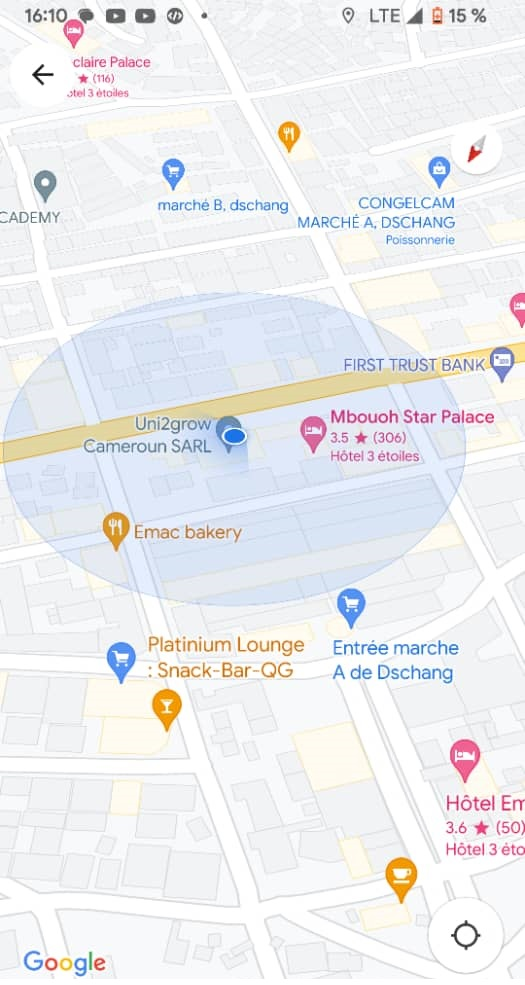 16:10
LTE
15 %
claire Palace
(116)
otel 3 étoiles
CADEMY
marché B, dschang
CONGELCAM
MARCHÉ A, DSCHANG
Poissonnerie
FIRST TRUST BANK
Uni2grow
Cameroun SARL
Mbouoh Star Palace
3.5 ★ (306)
Hôtel 3 étoiles
Emac bakery
Platinium Lounge
: Snack-Bar-QG
Entrée marche
A de Dschang
Hôtel Em
3.6 ★ (50)
Hôtel 3 éto
Google